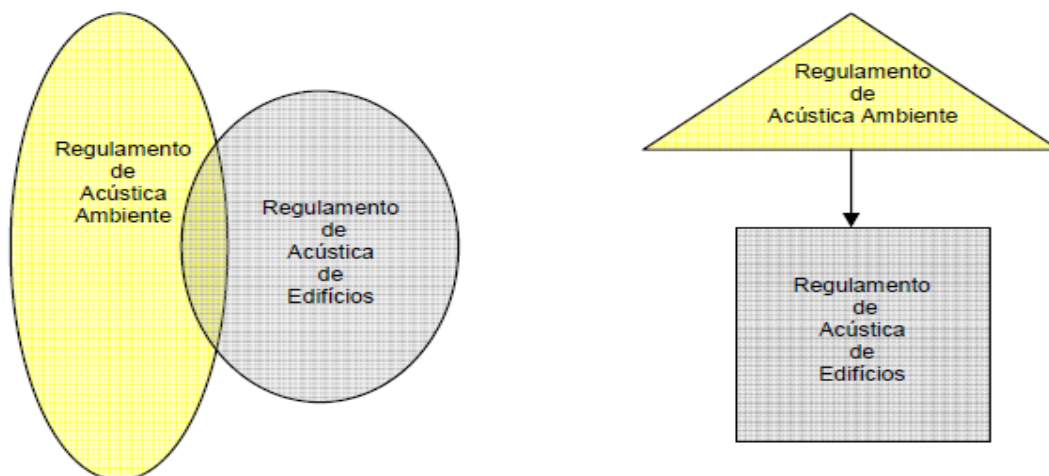 Regulamento
de
Acústica
Ambiente
Regulamento
de
Acústica
de
Edifícios
Regulamento
de
Acústica Ambiente
Regulamento
de
Acústica
de
Edifícios